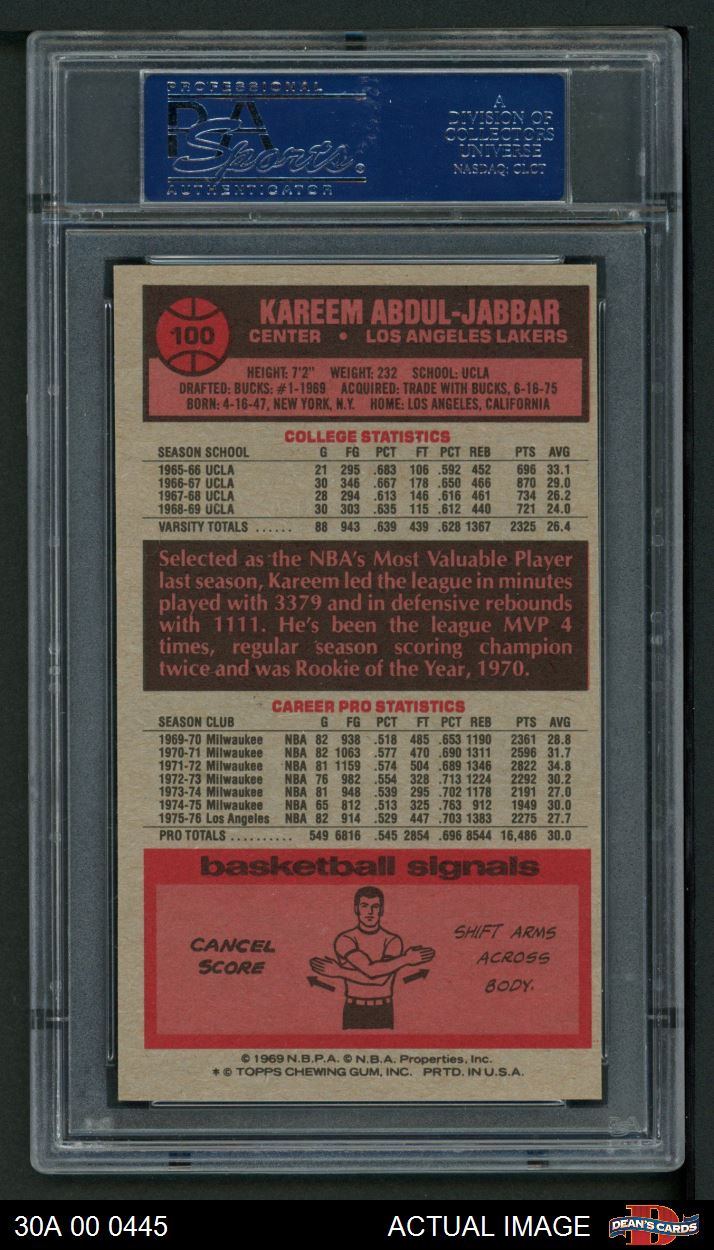 PROFESSIONAL
PSA
Sports
AUTHENTICATOR
A
DIVISION OF
COLLECTORS
UNIVERSE
NASDAQ: CLCT
100
KAREEM ABDUL-JABBAR
CENTER • LOS ANGELES LAKERS
HEIGHT: 7'2" WEIGHT: 232 SCHOOL: UCLA
DRAFTED: BUCKS: #1-1969 ACQUIRED: TRADE WITH BUCKS, 6-16-75
BORN: 4-16-47, NEW YORK, N.Y. HOME: LOS ANGELES, CALIFORNIA
COLLEGE STATISTICS
SEASON SCHOOL G FG PCT FT PCT REB PTS AVG
1965-66 UCLA 21 295 .683 106 .592 452 696 33.1
1966-67 UCLA 30 346 .667 178 .650 466 870 29.0
1967-68 UCLA 28 294 .613 146 .616 461 734 26.2
1968-69 UCLA 30 303 .635 115 .612 440 721 24.0
VARSITY TOTALS ...... 88 943 .639 439 .628 1367 2325 26.4
Selected as the NBA's Most Valuable Player
last season, Kareem led the league in minutes
played with 3379 and in defensive rebounds
with 1111. He's been the league MVP 4
times, regular season scoring champion
twice and was Rookie of the Year, 1970.
CAREER PRO STATISTICS
SEASON CLUB G FG PCT FT PCT REB PTS AVG
1969-70 Milwaukee NBA 82 938 .518 485 .653 1190 2361 28.8
1970-71 Milwaukee NBA 82 1063 .577 470 .690 1311 2596 31.7
1971-72 Milwaukee NBA 81 1159 .574 504 .689 1346 2822 34.8
1972-73 Milwaukee NBA 76 982 .554 328 .713 1224 2292 30.2
1973-74 Milwaukee NBA 81 948 .539 295 .702 1178 2191 27.0
1974-75 Milwaukee NBA 65 812 .513 325 .763 912 1949 30.0
1975-76 Los Angeles NBA 82 914 .529 447 .703 1383 2275 27.7
PRO TOTALS .......... 549 6816 .545 2854 .696 8544 16,486 30.0
basketball signals
CANCEL
SCORE
SHIFT ARMS
ACROSS
BODY.
© 1969 N.B.P.A. © N.B.A. Properties, Inc.
* © TOPPS CHEWING GUM, INC. PRTD. IN U.S.A.
30A 00 0445
ACTUAL IMAGE
DEAN'S CARDS